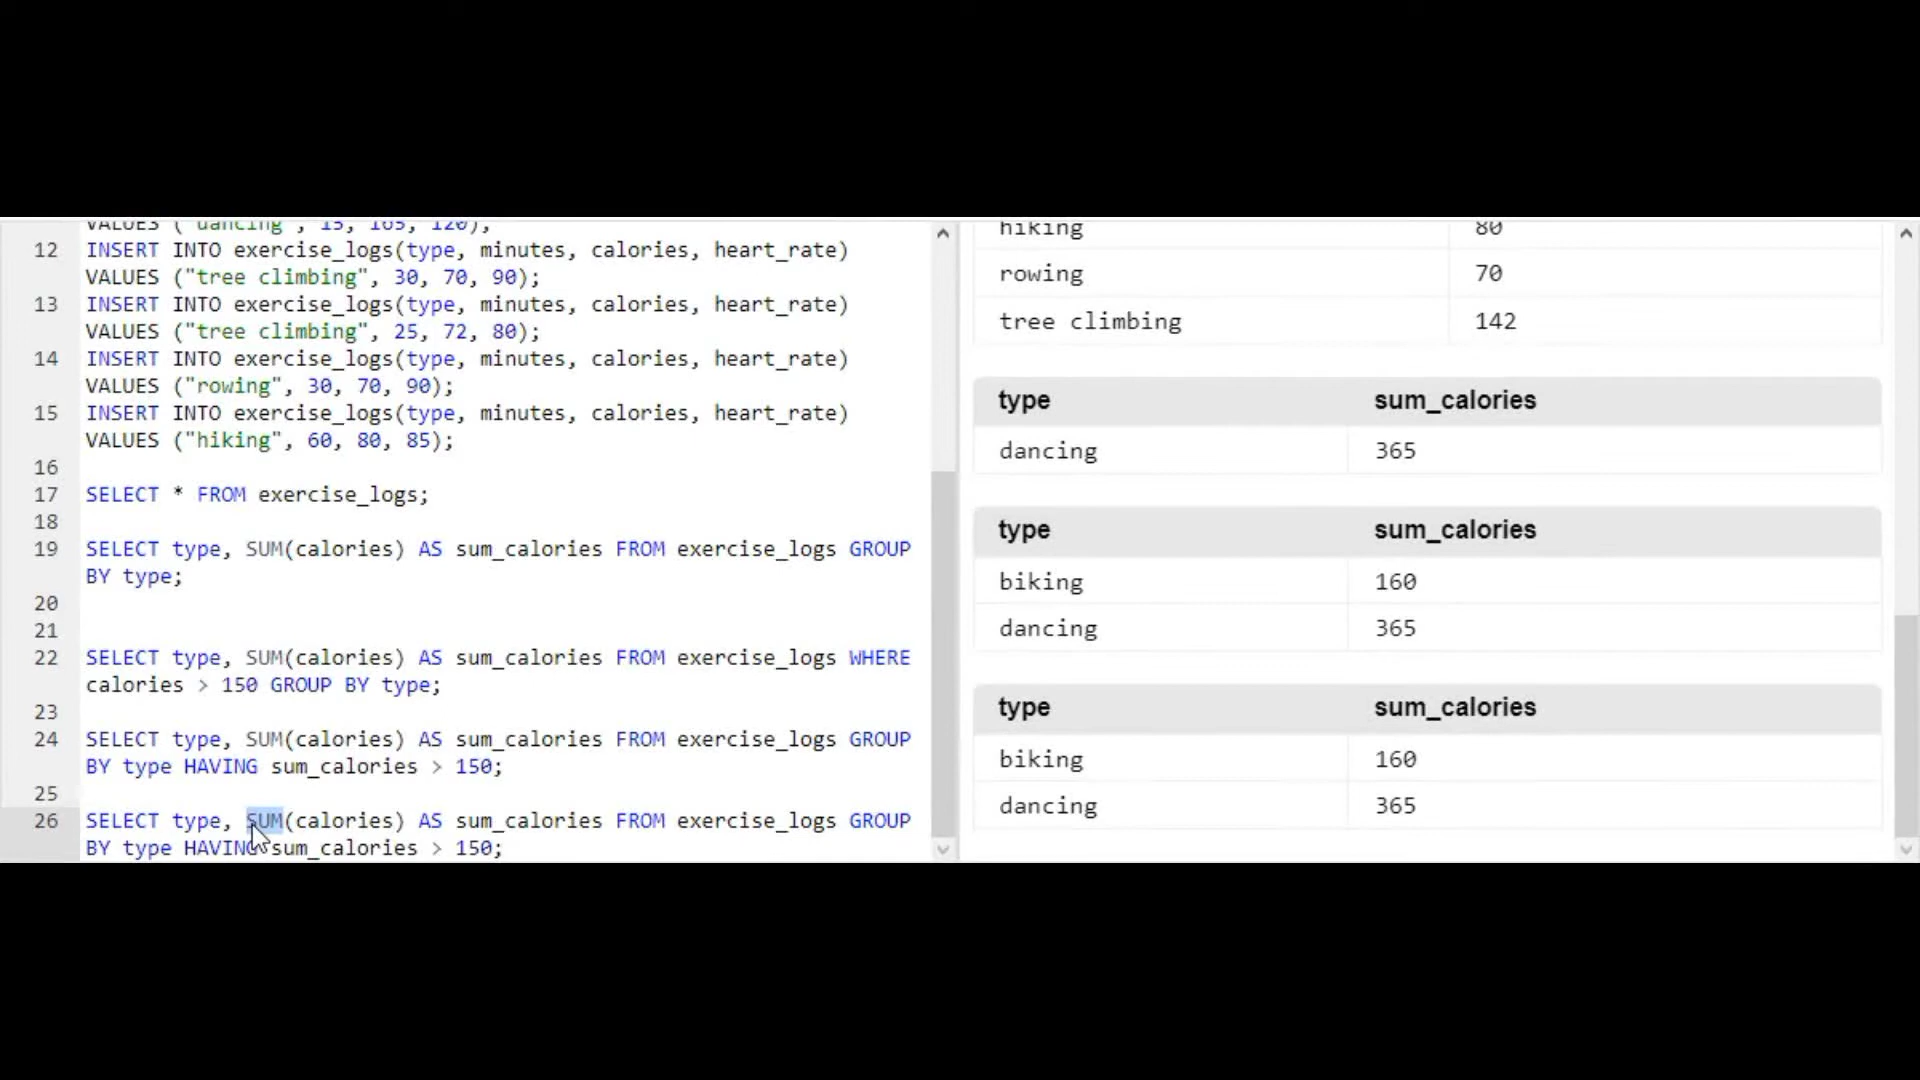 VALUES ("dancing", 15, 165, 120);
12 INSERT INTO exercise_logs(type, minutes, calories, heart_rate)
VALUES ("tree climbing", 30, 70, 90);
13 INSERT INTO exercise_logs(type, minutes, calories, heart_rate)
VALUES ("tree climbing", 25, 72, 80);
14 INSERT INTO exercise_logs(type, minutes, calories, heart_rate)
VALUES ("rowing", 30, 70, 90);
15 INSERT INTO exercise_logs(type, minutes, calories, heart_rate)
VALUES ("hiking", 60, 80, 85);
16
17 SELECT * FROM exercise_logs;
18
19 SELECT type, SUM(calories) AS sum_calories FROM exercise_logs GROUP
BY type;
20
21
22 SELECT type, SUM(calories) AS sum_calories FROM exercise_logs WHERE
calories > 150 GROUP BY type;
23
24 SELECT type, SUM(calories) AS sum_calories FROM exercise_logs GROUP
BY type HAVING sum_calories > 150;
25
26 SELECT type, SUM(calories) AS sum_calories FROM exercise_logs GROUP
BY type HAVING sum_calories > 150;
hiking 80
rowing 70
tree climbing 142
type sum_calories
dancing 365
type sum_calories
biking 160
dancing 365
type sum_calories
biking 160
dancing 365